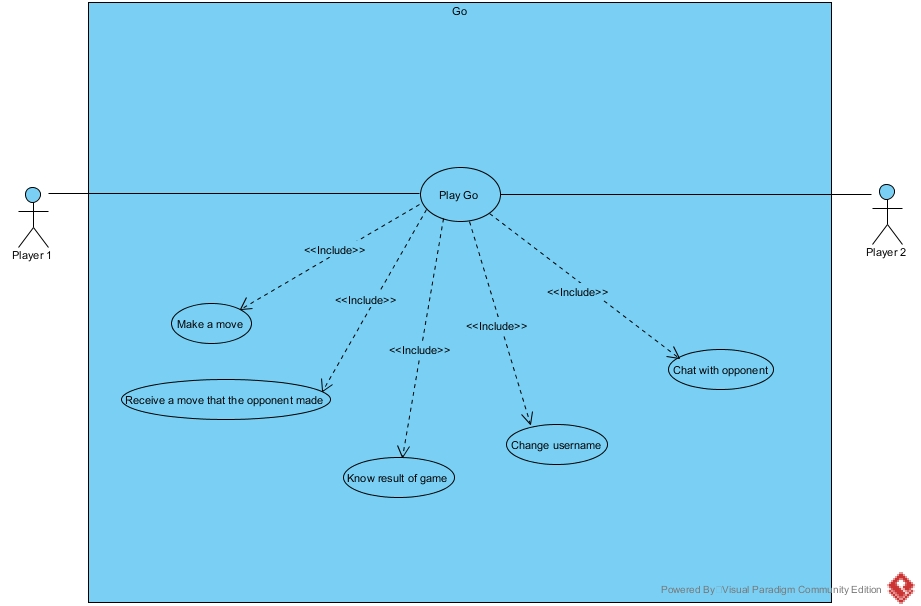 Go
Play Go
Player 1
Player 2
<<Include>>
<<Include>>
<<Include>>
<<Include>>
<<Include>>
Make a move
Chat with opponent
Receive a move that the opponent made
Change username
Know result of game
Powered By Visual Paradigm Community Edition